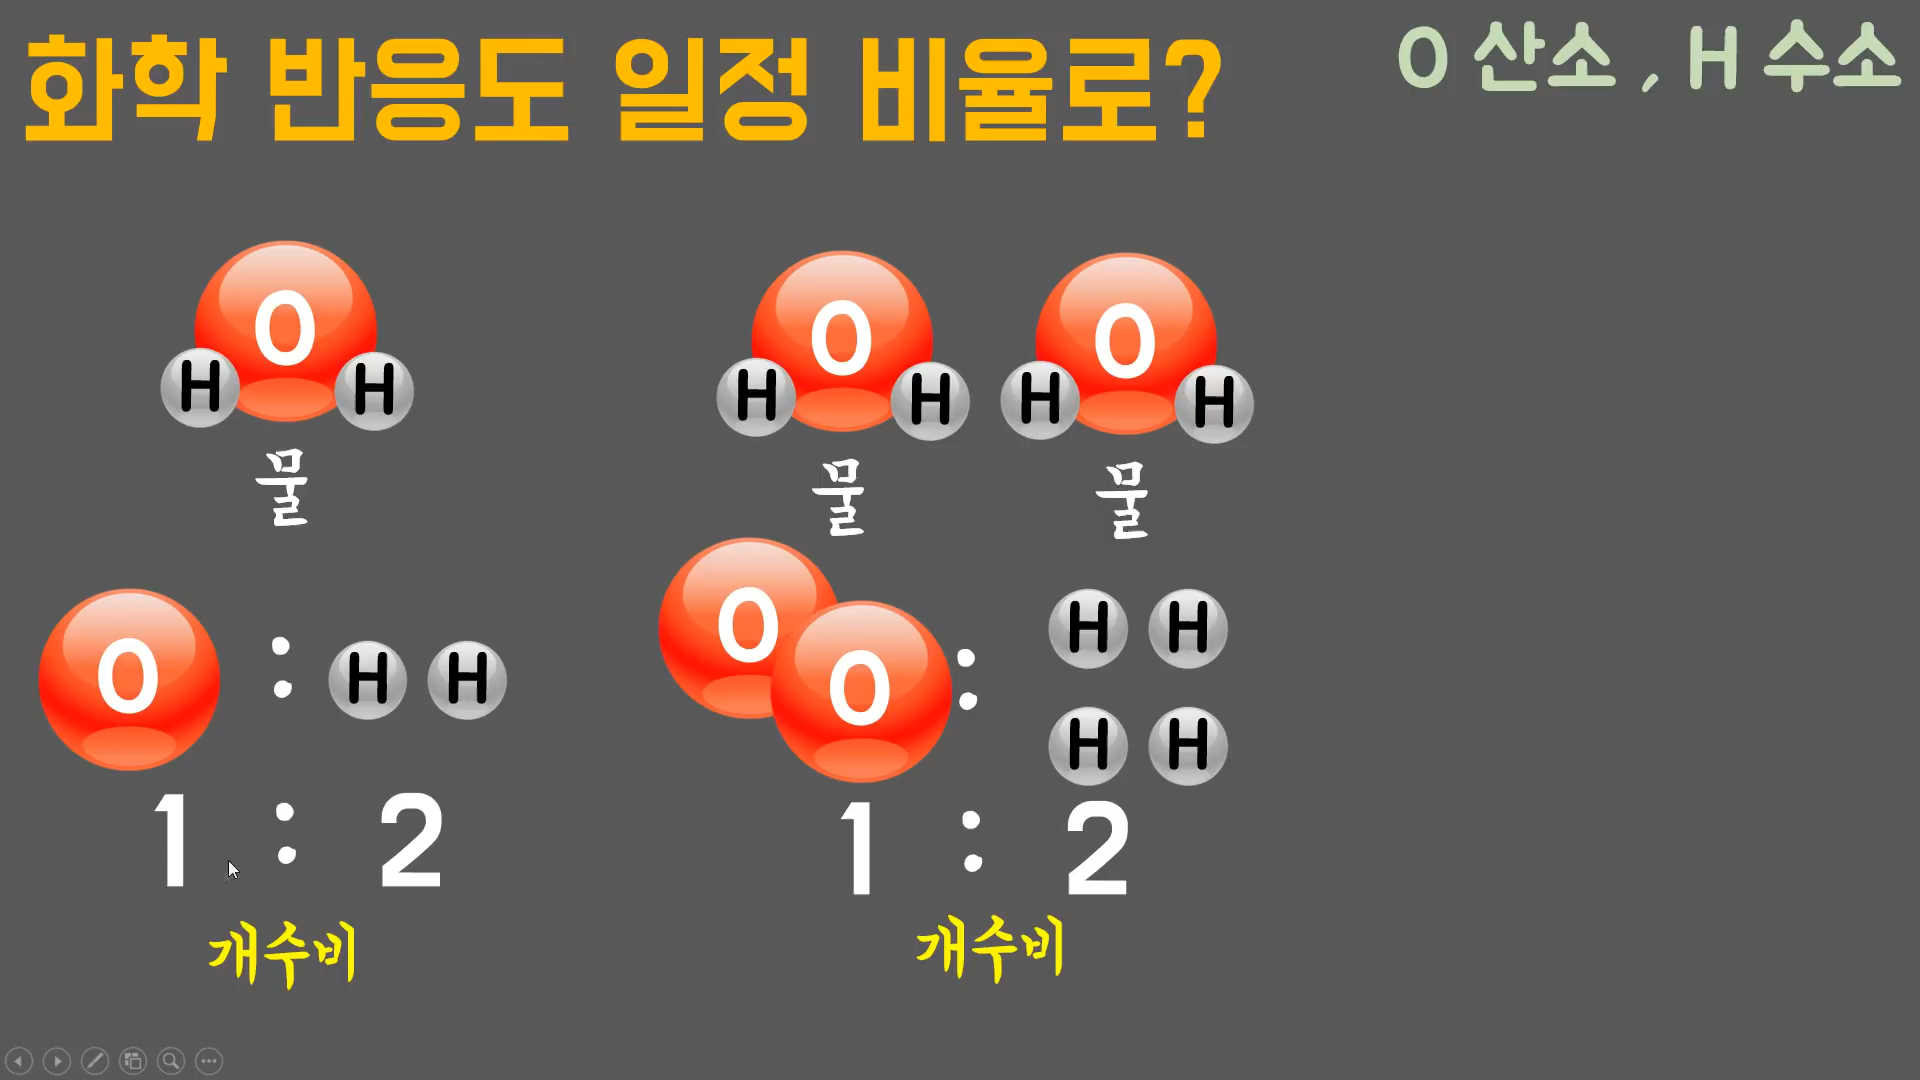 화학 반응도 일정 비율로?
O 산소 , H 수소
O
H H
물
O O
H H H H
물 물
O : H H
1 : 2
개수비
O O : H H
H H
1 : 2
개수비